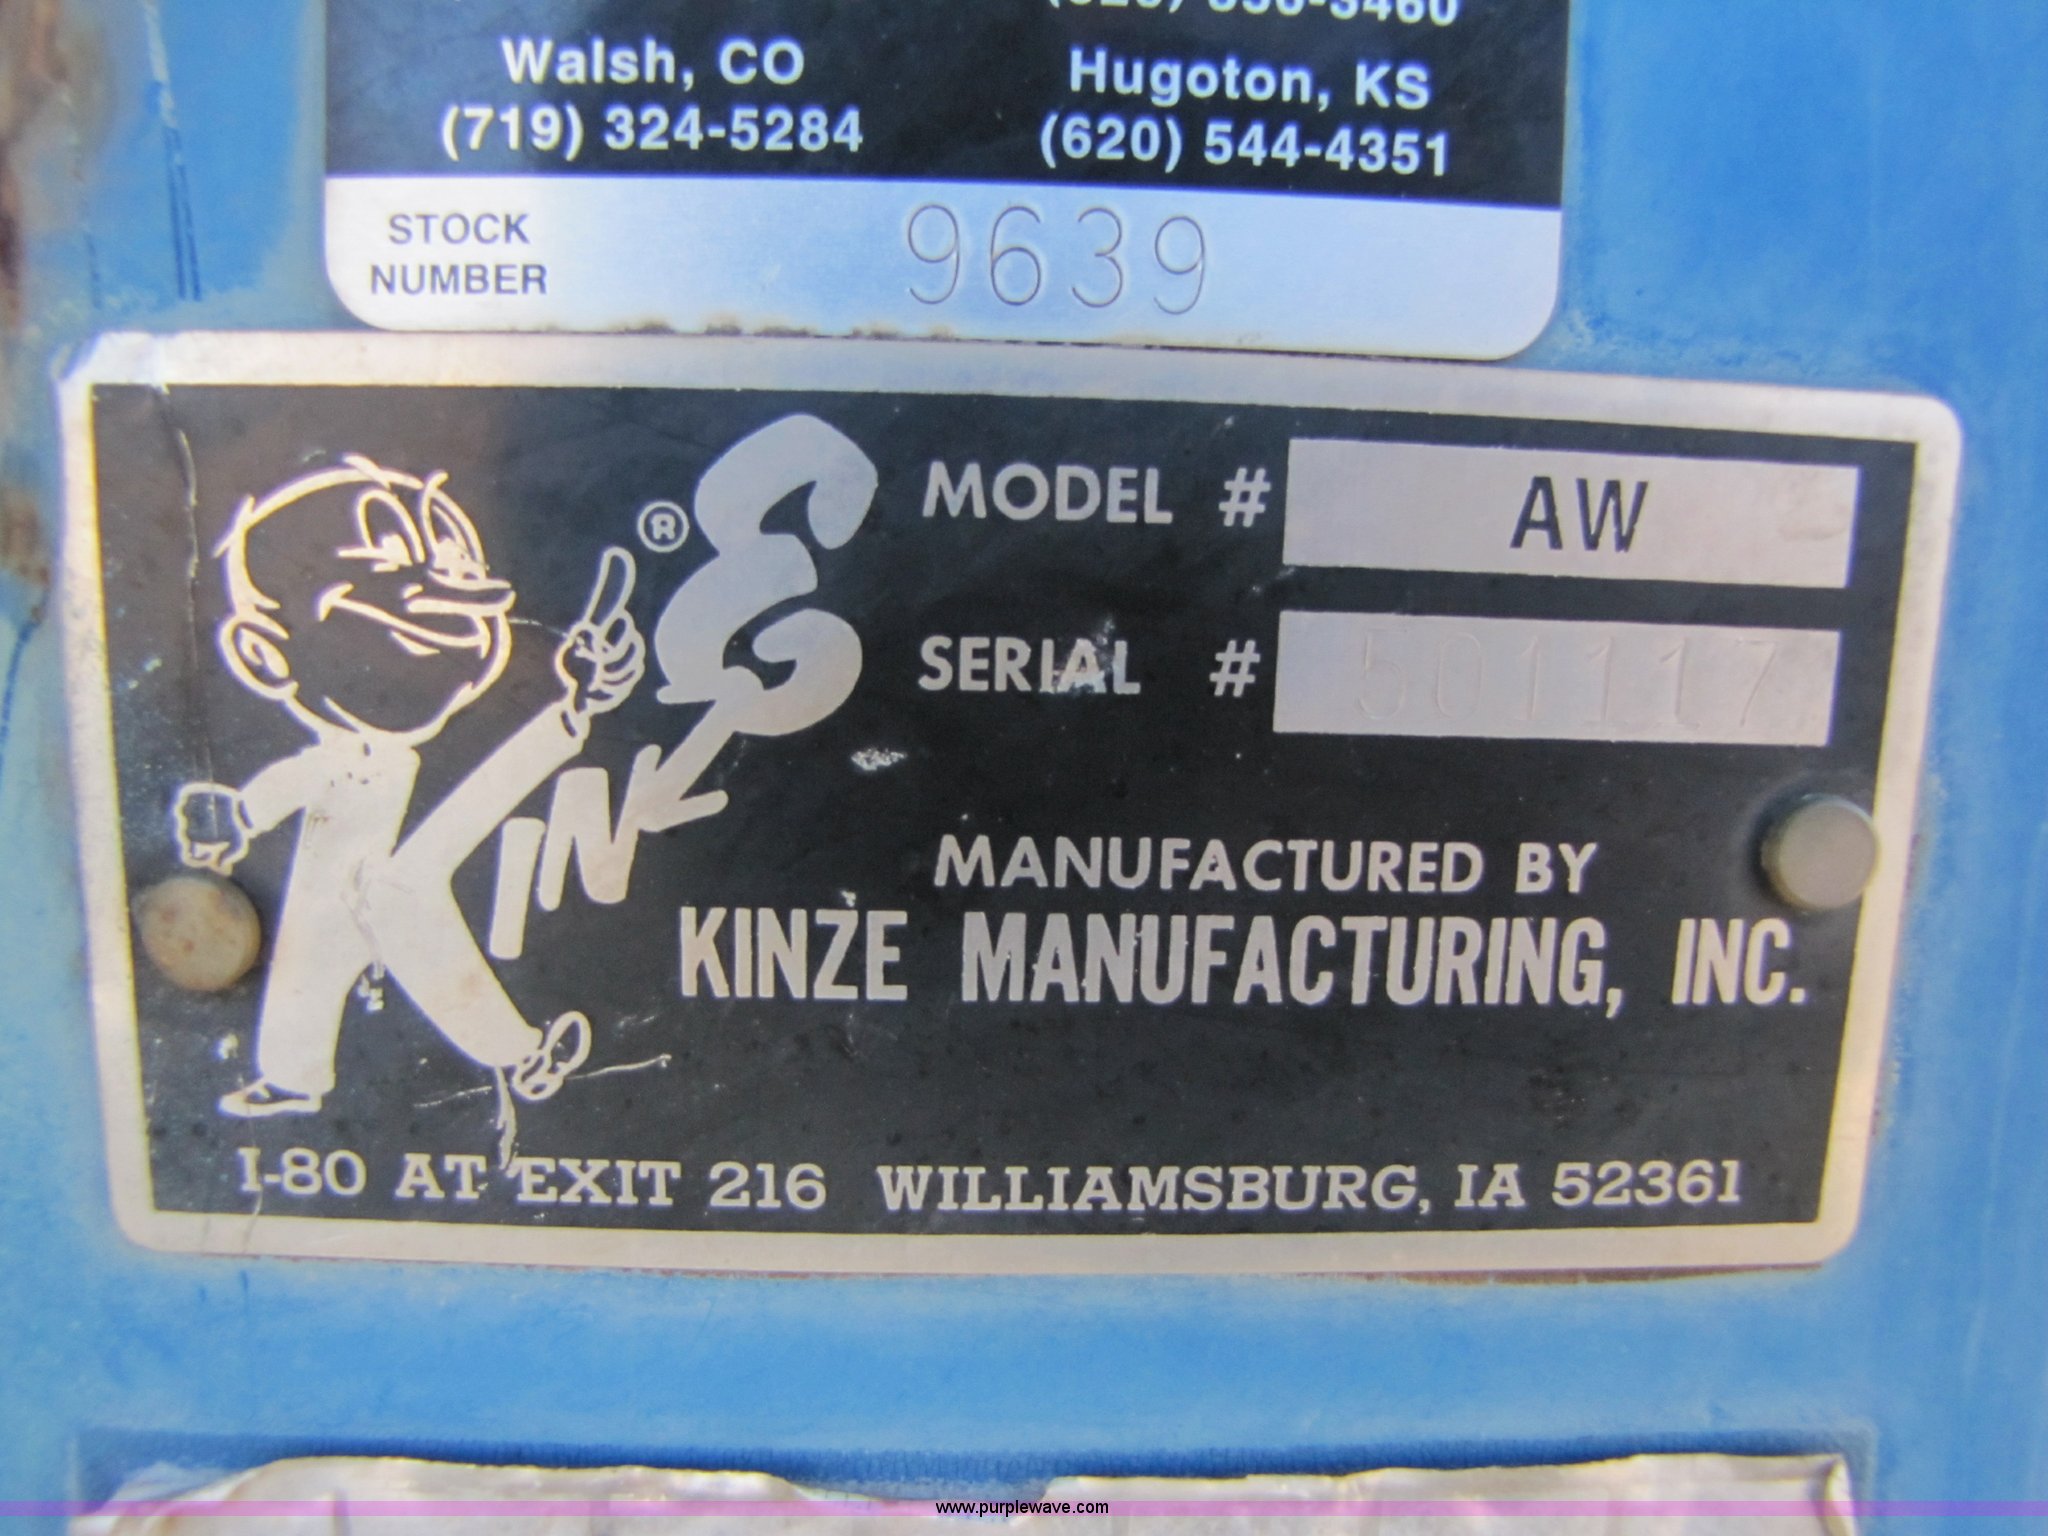 Walsh, CO
(719) 324-5284
Hugoton, KS
(620) 544-4351
STOCK
NUMBER
9639
KINZE ®
MODEL # AW
SERIAL # 501117
MANUFACTURED BY
KINZE MANUFACTURING, INC.
I-80 AT EXIT 216 WILLIAMSBURG, IA 52361
www.purplewave.com